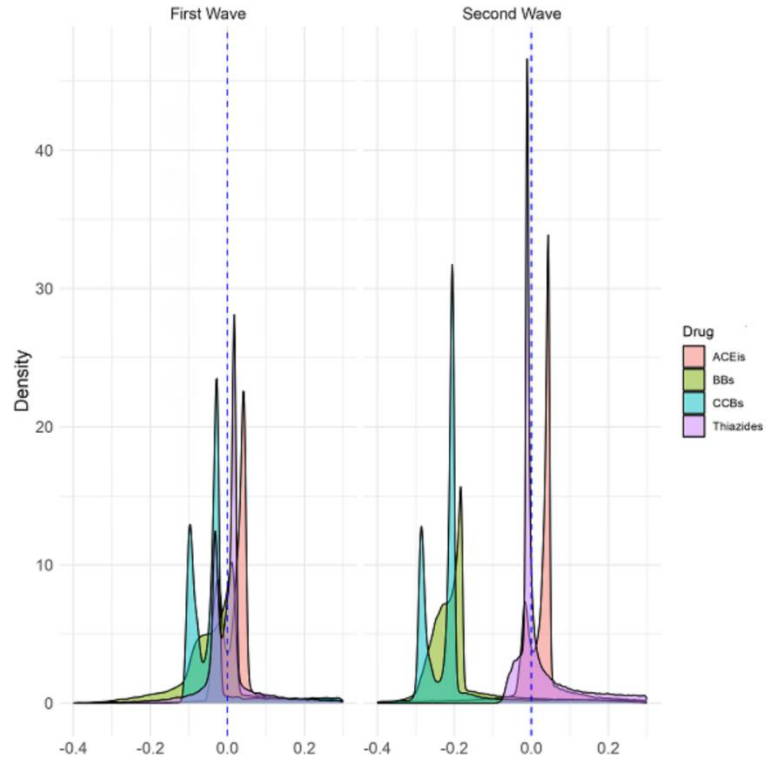 First Wave
Second Wave
Density
40
30
20
10
0
-0.4
-0.2
0.0
0.2
-0.4
-0.2
0.0
0.2
Drug
ACEis
BBs
CCBs
Thiazides